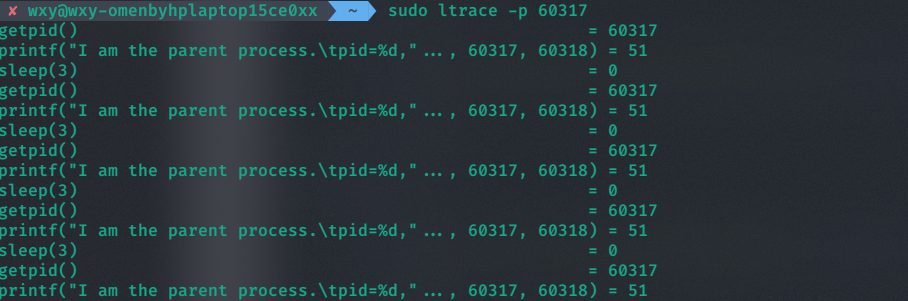 ✘ wxy@wxy-omenbyhplaptop15ce0xx ~ sudo ltrace -p 60317
getpid() = 60317
printf("I am the parent process.\tpid=%d,"..., 60317, 60318) = 51
sleep(3) = 0
getpid() = 60317
printf("I am the parent process.\tpid=%d,"..., 60317, 60318) = 51
sleep(3) = 0
getpid() = 60317
printf("I am the parent process.\tpid=%d,"..., 60317, 60318) = 51
sleep(3) = 0
getpid() = 60317
printf("I am the parent process.\tpid=%d,"..., 60317, 60318) = 51
sleep(3) = 0
getpid() = 60317
printf("I am the parent process.\tpid=%d,"..., 60317, 60318) = 51